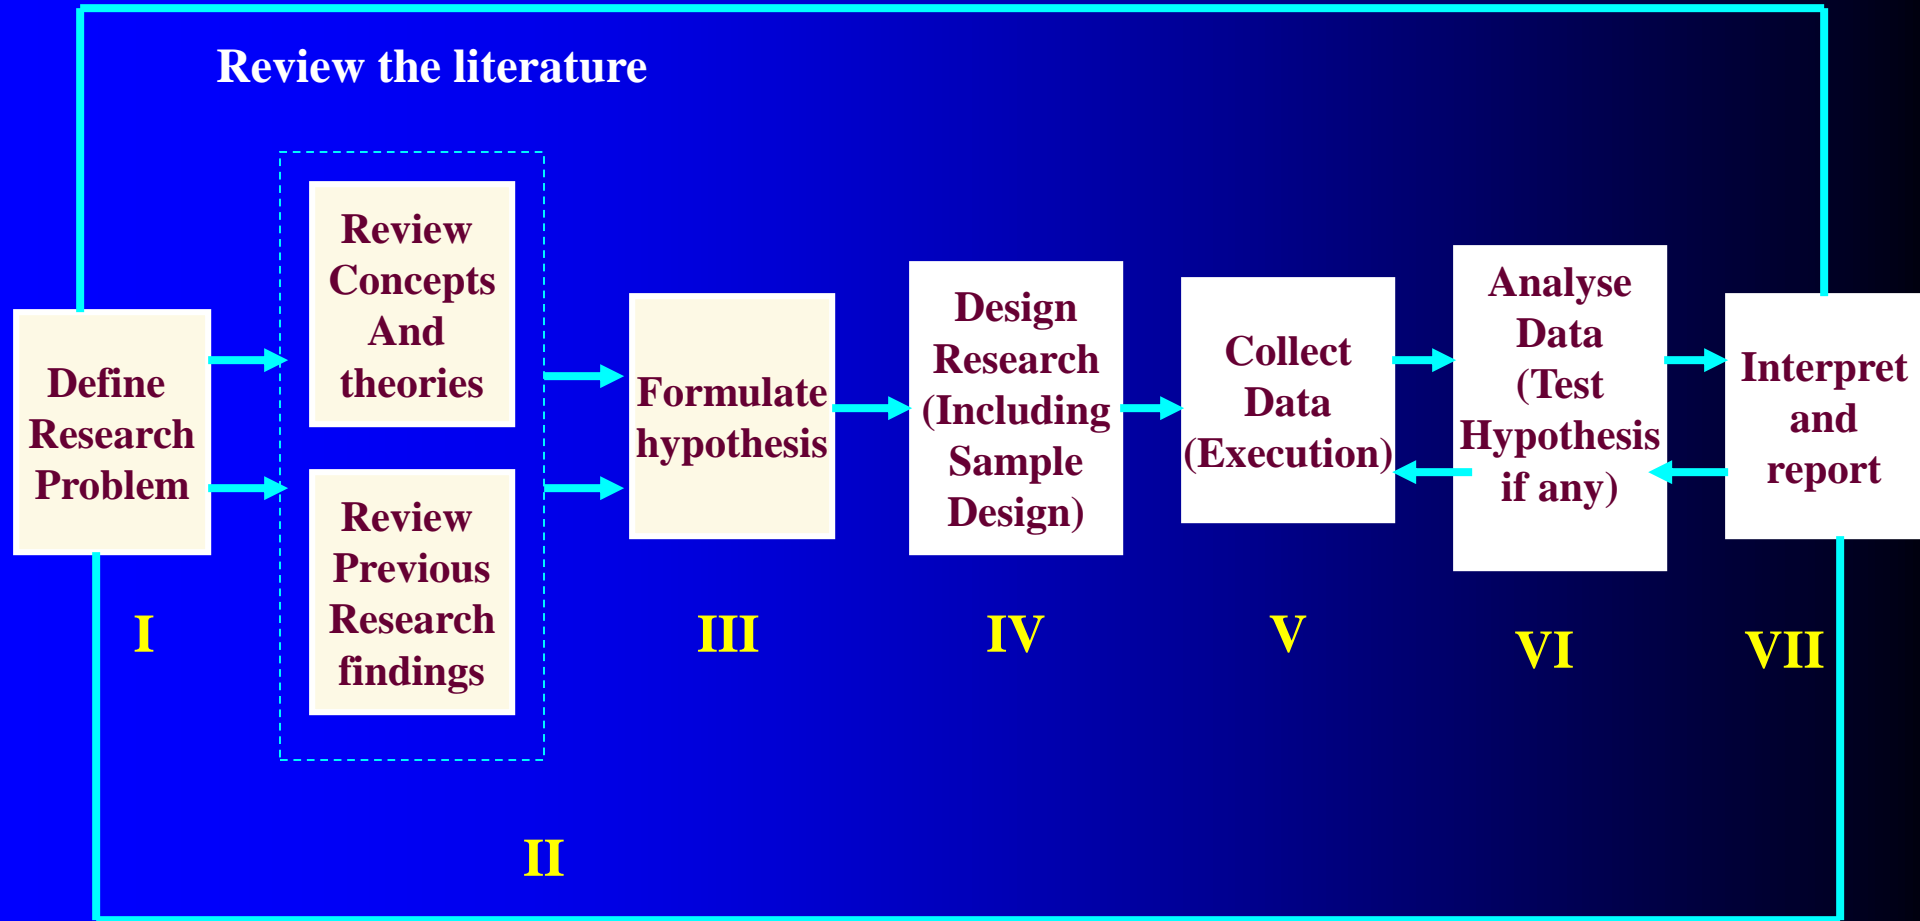 Review the literature
Define
Research
Problem
I
Review
Concepts
And
theories
Review
Previous
Research
findings
II
Formulate
hypothesis
III
Design
Research
(Including
Sample
Design)
IV
Collect
Data
(Execution)
V
Analyse
Data
(Test
Hypothesis
if any)
VI
Interpret
and
report
VII